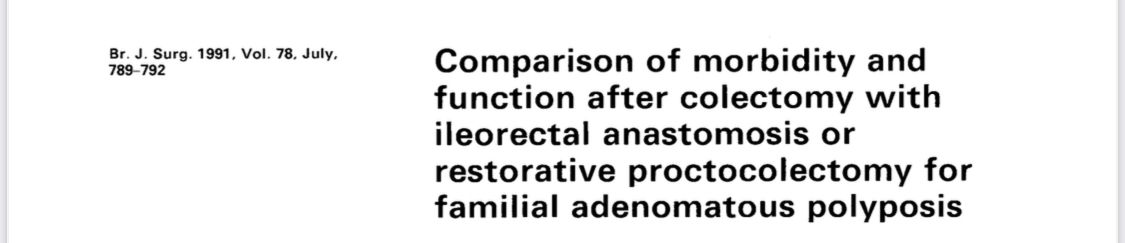 Br. J. Surg. 1991, Vol. 78, July,
789–792
Comparison of morbidity and
function after colectomy with
ileorectal anastomosis or
restorative proctocolectomy for
familial adenomatous polyposis